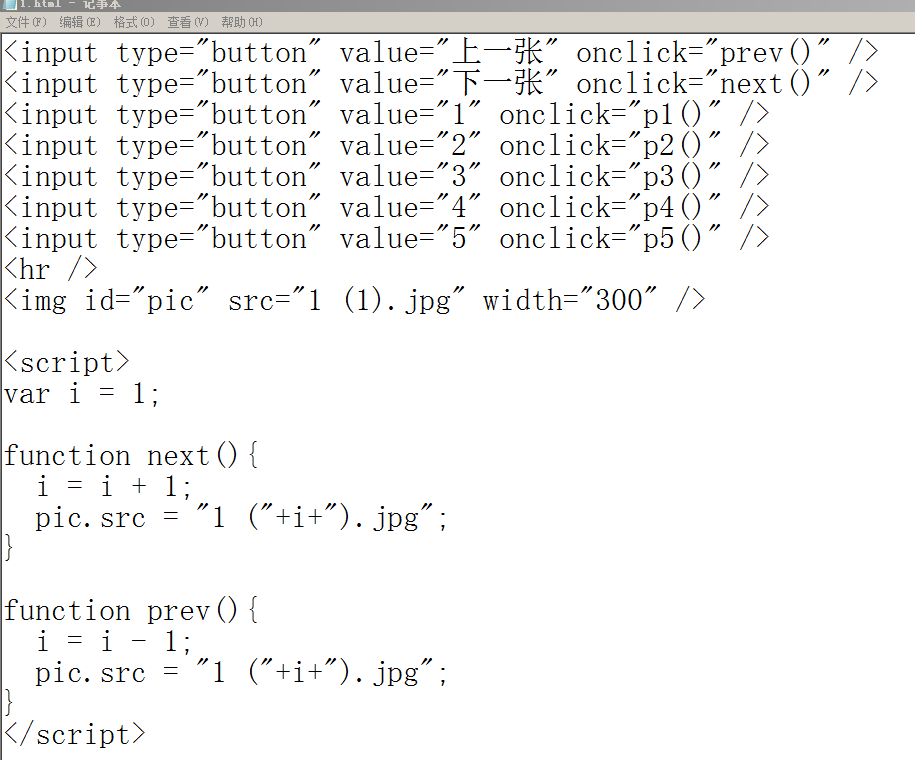 1.html - 记事本
文件(F) 编辑(E) 格式(O) 查看(V) 帮助(H)
<input type="button" value="上一张" onclick="prev()" />
<input type="button" value="下一张" onclick="next()" />
<input type="button" value="1" onclick="p1()" />
<input type="button" value="2" onclick="p2()" />
<input type="button" value="3" onclick="p3()" />
<input type="button" value="4" onclick="p4()" />
<input type="button" value="5" onclick="p5()" />
<hr />
<img id="pic" src="1 (1).jpg" width="300" />
<script>
var i = 1;
function next(){
  i = i + 1;
  pic.src = "1 ("+i+").jpg";
}
function prev(){
  i = i - 1;
  pic.src = "1 ("+i+").jpg";
}
</script>